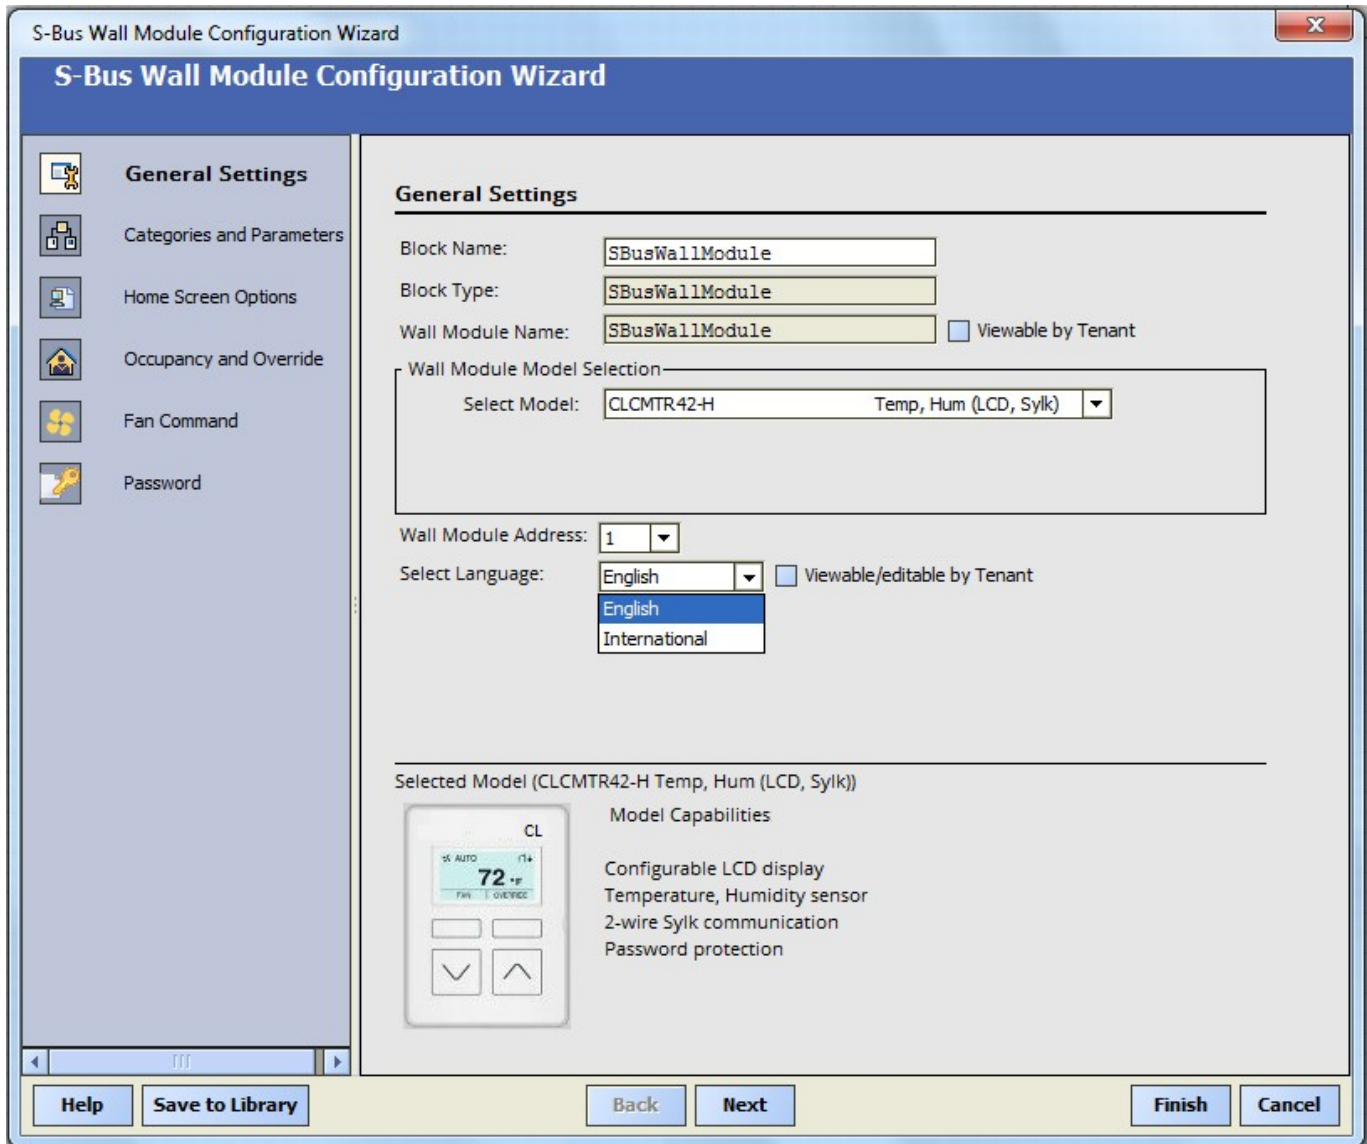 S-Bus Wall Module Configuration Wizard
S-Bus Wall Module Configuration Wizard
General Settings
Categories and Parameters
Home Screen Options
Occupancy and Override
Fan Command
Password
General Settings
Block Name: SBusWallModule
Block Type: SBusWallModule
Wall Module Name: SBusWallModule Viewable by Tenant
Wall Module Model Selection
Select Model: CLCMTR42-H Temp, Hum (LCD, Sylk)
Wall Module Address: 1
Select Language: English Viewable/editable by Tenant
English
International
Selected Model (CLCMTR42-H Temp, Hum (LCD, Sylk))
Model Capabilities
CL
AUTO
72 °F
FAN OVERRIDE
Configurable LCD display
Temperature, Humidity sensor
2-wire Sylk communication
Password protection
Help Save to Library Back Next Finish Cancel